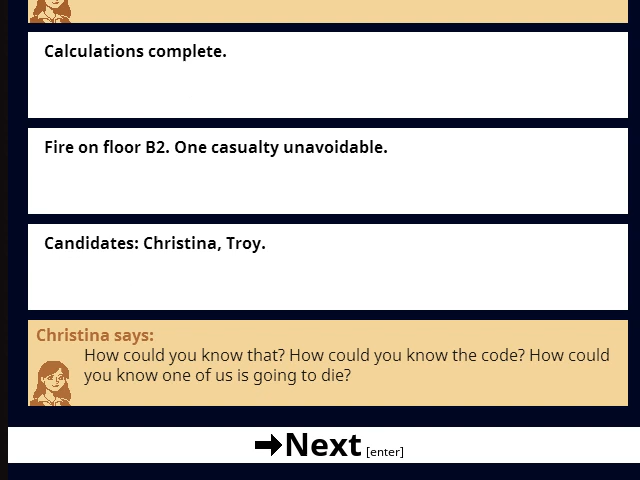 Calculations complete.
Fire on floor B2. One casualty unavoidable.
Candidates: Christina, Troy.
Christina says:
How could you know that? How could you know the code? How could
you know one of us is going to die?
➡Next [enter]